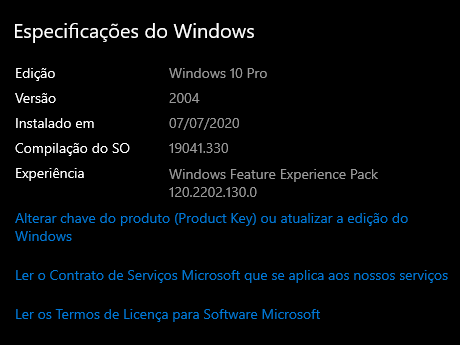 Especificações do Windows
Edição Windows 10 Pro
Versão 2004
Instalado em 07/07/2020
Compilação do SO 19041.330
Experiência Windows Feature Experience Pack
120.2202.130.0
Alterar chave do produto (Product Key) ou atualizar a edição do
Windows
Ler o Contrato de Serviços Microsoft que se aplica aos nossos serviços
Ler os Termos de Licença para Software Microsoft